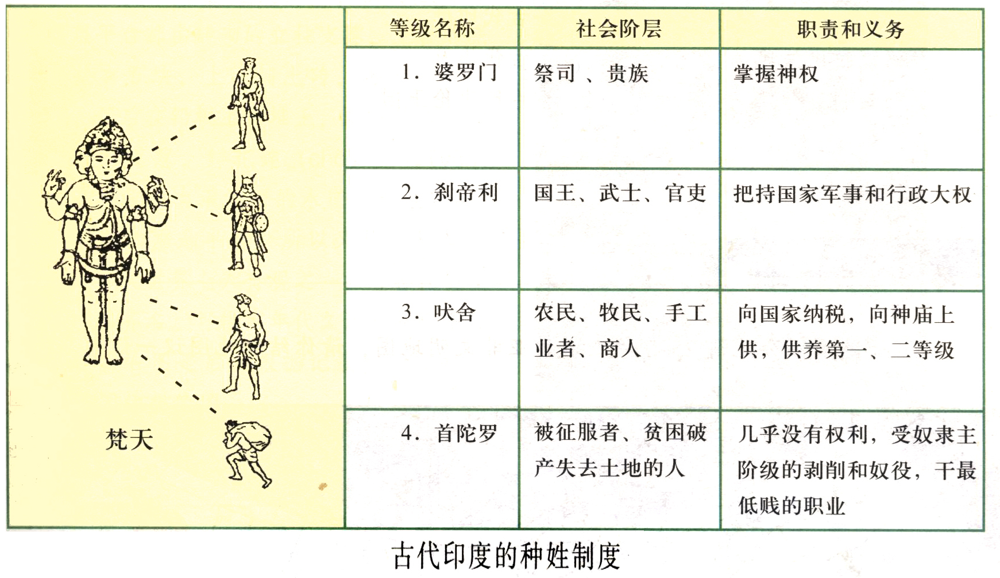 等级名称 社会阶层 职责和义务
1. 婆罗门 祭司、贵族 掌握神权
2. 刹帝利 国王、武士、官吏 把持国家军事和行政大权
3. 吠舍 农民、牧民、手工 向国家纳税，向神庙上
业者、商人 供，供养第一、二等级
4. 首陀罗 被征服者、贫困破 几乎没有权利，受奴隶主
产失去土地的人 阶级的剥削和奴役，干最
低贱的职业
梵天
古代印度的种姓制度